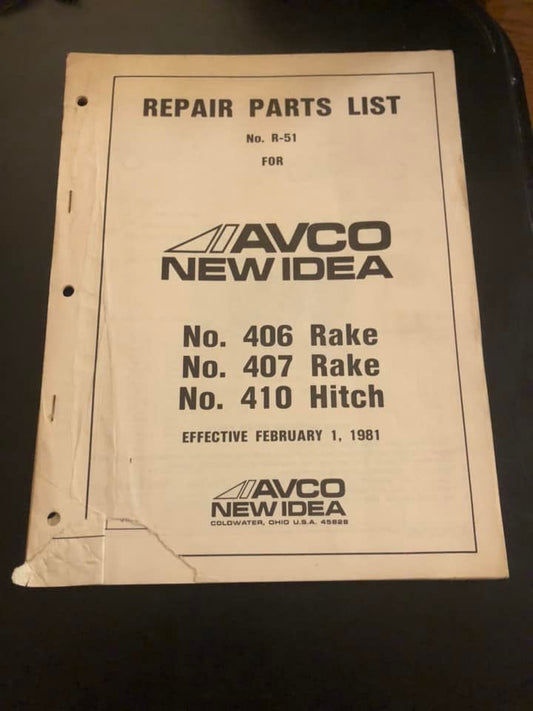 REPAIR PARTS LIST
No. R-51
FOR
AVCO
NEW IDEA
No. 406 Rake
No. 407 Rake
No. 410 Hitch
EFFECTIVE FEBRUARY 1, 1981
AVCO
NEW IDEA
COLDWATER, OHIO U.S.A. 45828